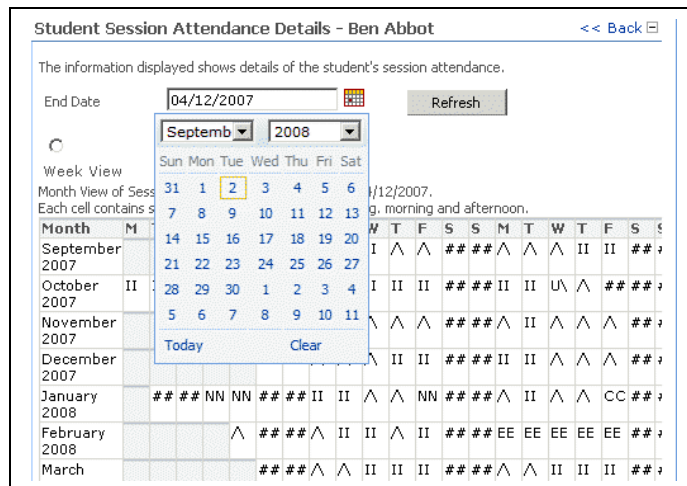 Student Session Attendance Details - Ben Abbot << Back
The information displayed shows details of the student's session attendance.
End Date 04/12/2007 Refresh
Septemb 2008
Sun Mon Tue Wed Thu Fri Sat
31 1 2 3 4 5 6
7 8 9 10 11 12 13
14 15 16 17 18 19 20
21 22 23 24 25 26 27
28 29 30 1 2 3 4
5 6 7 8 9 10 11
Today Clear
Week View
Month View of Sess /12/2007.
Each cell contains s g. morning and afternoon.
Month M W T F S S M T W T F S
September 2007 I /\ /\ ## ## /\ /\ /\ II II ##
October 2007 II I II II ## ## II II U\ /\ ## ##
November 2007 \ /\ /\ ## ## /\ II /\ /\ /\ ##
December 2007 /\ II II ## ## II II /\ /\ /\ ##
January 2008 ## ## NN NN ## ## II II /\ /\ NN ## ## /\ II /\ /\ CC ##
February 2008 /\ ## ## /\ II II /\ II ## ## EE EE EE EE EE ##
March ## ## /\ /\ II II II ## ## /\ /\ II II II ##